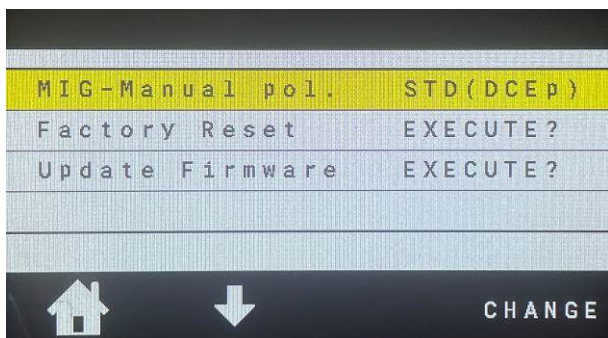 MIG-Manual pol. STD(DCEp)
Factory Reset EXECUTE?
Update Firmware EXECUTE?
CHANGE